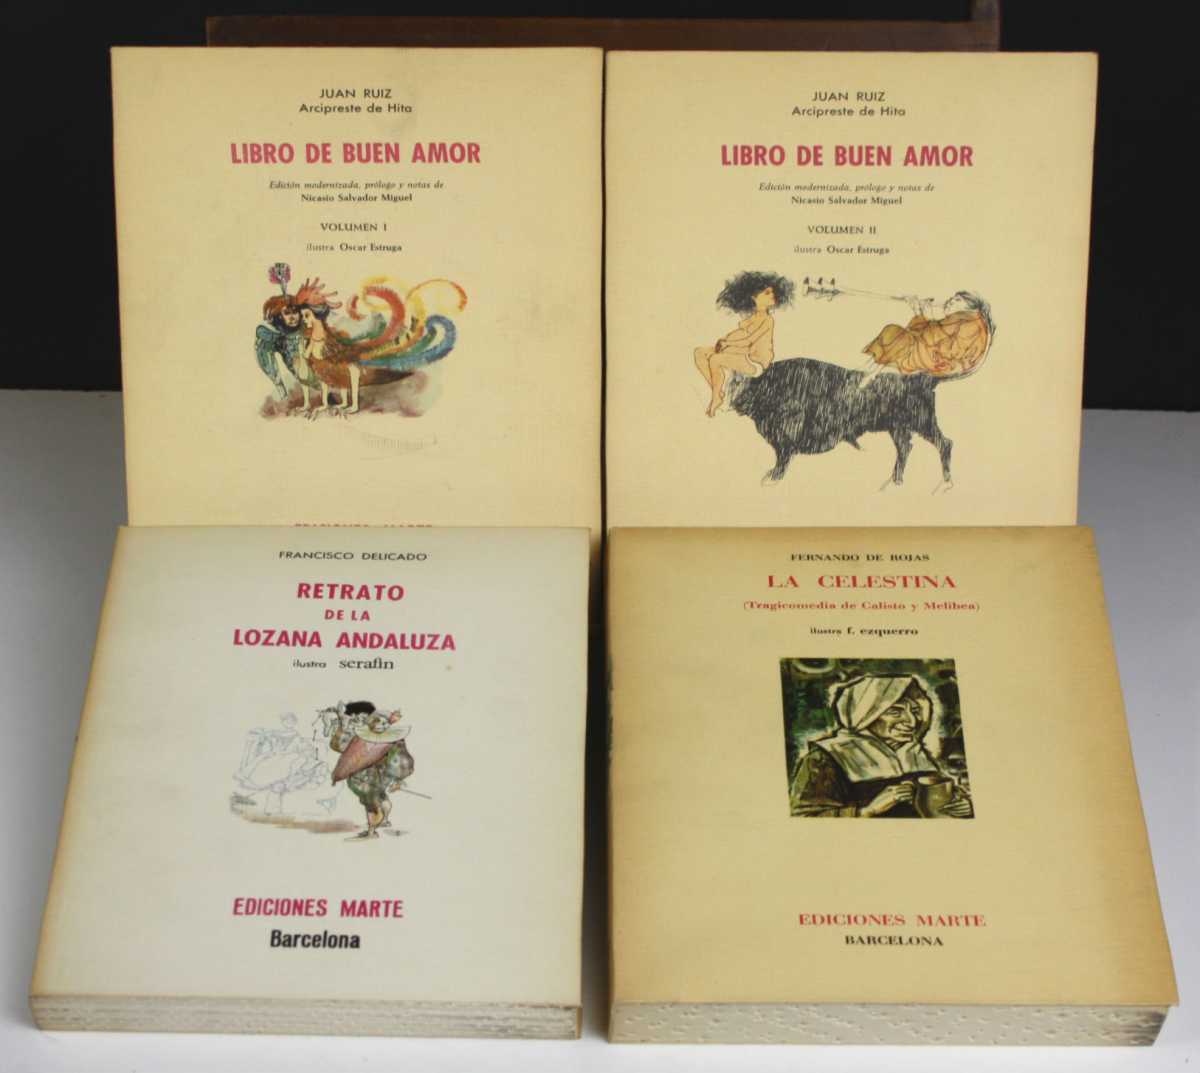 JUAN RUIZ
Arcipreste de Hita
LIBRO DE BUEN AMOR
Edición modernizada, prólogo y notas de
Nicasio Salvador Miguel
VOLUMEN I
ilustra Oscar Estruga
EDICIONES MARTE
JUAN RUIZ
Arcipreste de Hita
LIBRO DE BUEN AMOR
Edición modernizada, prólogo y notas de
Nicasio Salvador Miguel
VOLUMEN II
ilustra Oscar Estruga
FRANCISCO DELICADO
RETRATO
DE LA
LOZANA ANDALUZA
ilustra serafin
EDICIONES MARTE
Barcelona
FERNANDO DE ROJAS
LA CELESTINA
(Tragicomedia de Calisto y Melibea)
ilustra f. ezquerro
EDICIONES MARTE
BARCELONA